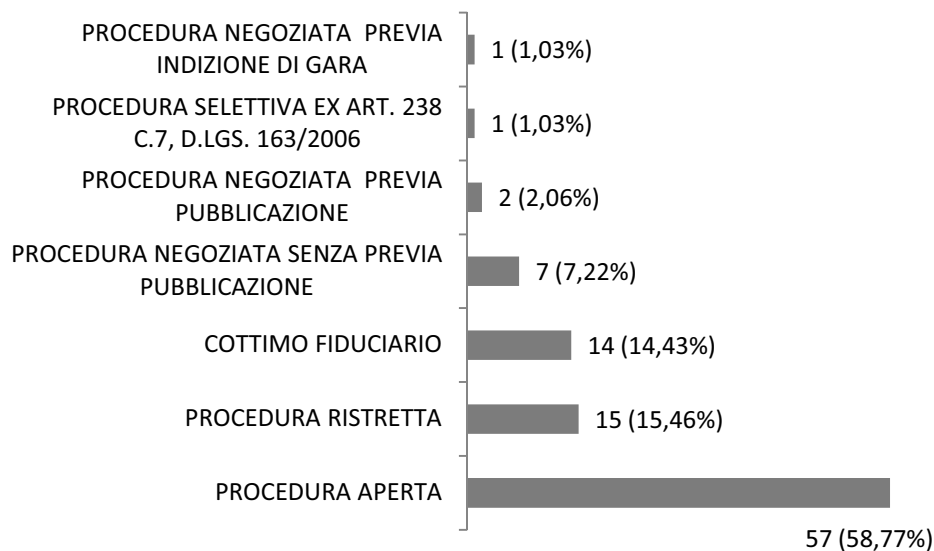 PROCEDURA NEGOZIATA  PREVIA
INDIZIONE DI GARA
1 (1,03%)
PROCEDURA SELETTIVA EX ART. 238
C.7, D.LGS. 163/2006
1 (1,03%)
PROCEDURA NEGOZIATA  PREVIA
PUBBLICAZIONE
2 (2,06%)
PROCEDURA NEGOZIATA SENZA PREVIA
PUBBLICAZIONE
7 (7,22%)
COTTIMO FIDUCIARIO
14 (14,43%)
PROCEDURA RISTRETTA
15 (15,46%)
PROCEDURA APERTA
57 (58,77%)